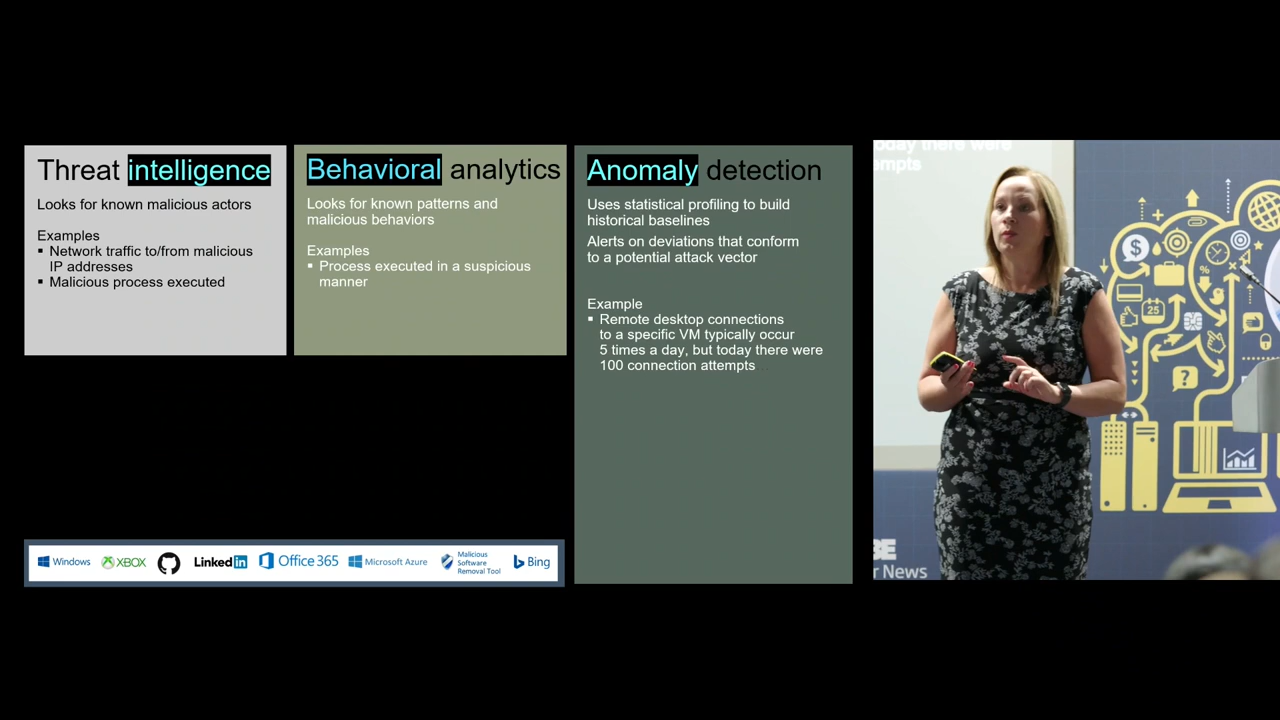 Threat intelligence
Looks for known malicious actors
Examples
▪ Network traffic to/from malicious
IP addresses
▪ Malicious process executed
Behavioral analytics
Looks for known patterns and
malicious behaviors
Examples
▪ Process executed in a suspicious
manner
Anomaly detection
Uses statistical profiling to build
historical baselines
Alerts on deviations that conform
to a potential attack vector
Example
▪ Remote desktop connections
to a specific VM typically occur
5 times a day, but today there were
100 connection attempts
Windows
XBOX
LinkedIn
Office 365
Microsoft Azure
Malicious
Software
Removal Tool
Bing
today there were
25
News